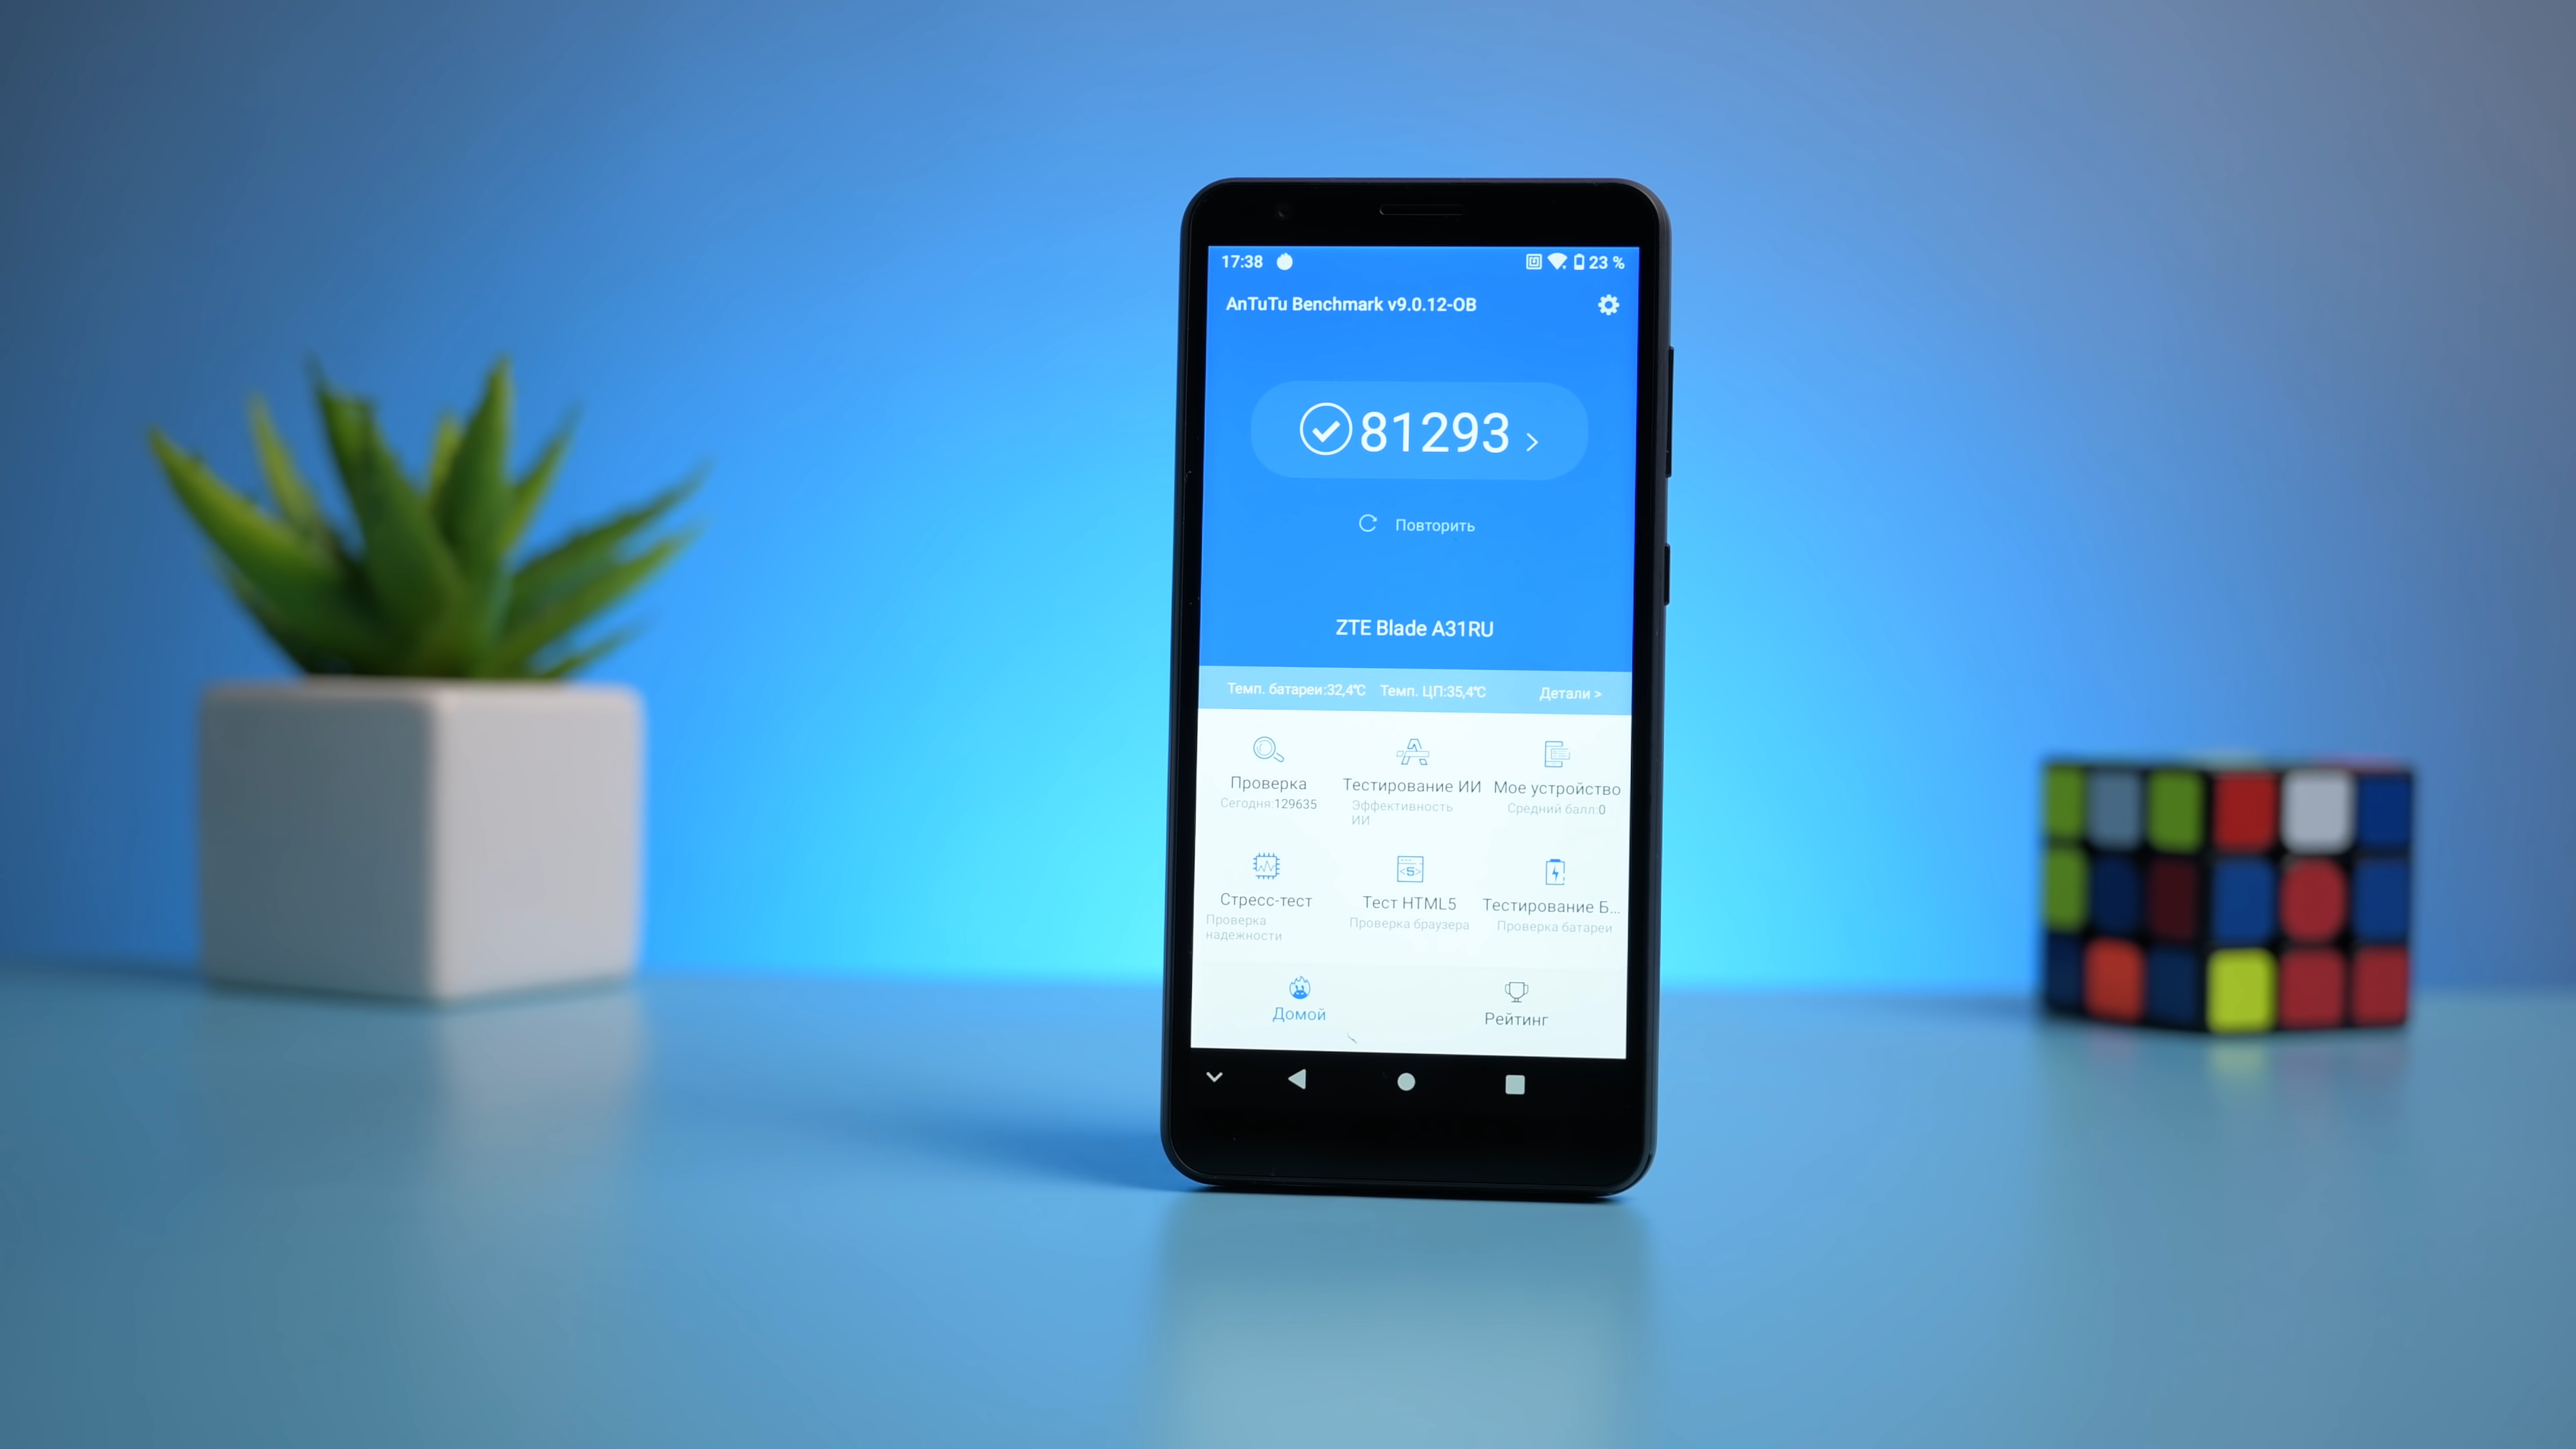 17:38 23 %
AnTuTu Benchmark v9.0.12-OB
81293 >
Повторить
ZTE Blade A31RU
Темп. батареи:32,4℃ Темп. ЦП:35,4℃ Детали >
Проверка
Сегодня:129635
Тестирование ИИ
Эффективность
ИИ
Мое устройство
Средний балл:0
Стресс-тест
Проверка
надежности
Тест HTML5
Проверка браузера
Тестирование Б...
Проверка батареи
Домой
Рейтинг